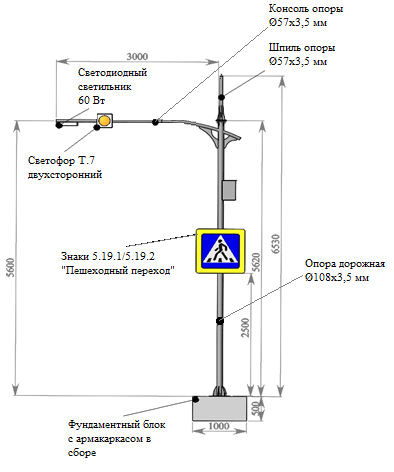 Консоль опоры
Ø57х3,5 мм
3000
Шпиль опоры
Ø57х3,5 мм
Светодиодный
светильник
60 Вт
Светофор Т.7
двухсторонний
Знаки 5.19.1/5.19.2
"Пешеходный переход"
5600
5620
6530
Опора дорожная
Ø108х3,5 мм
2500
500
1000
Фундаментный блок
с армакаркасом в
сборе